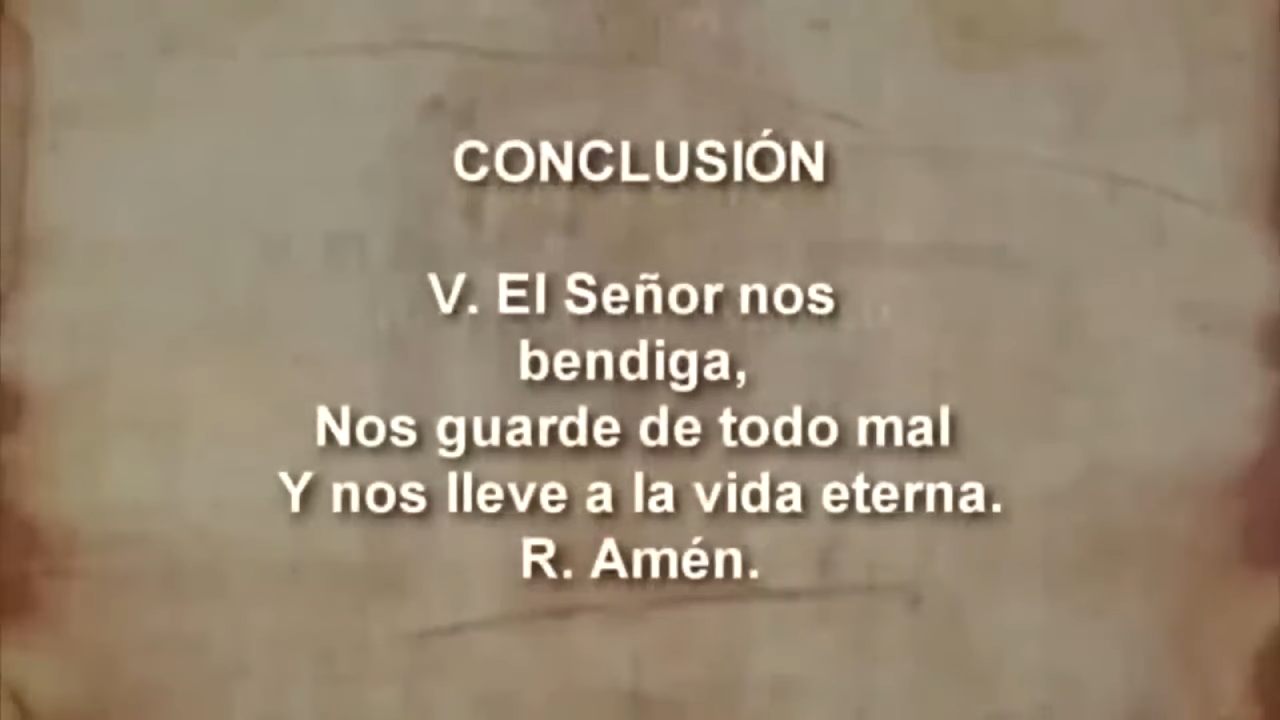 CONCLUSIÓN
V. El Señor nos
bendiga,
Nos guarde de todo mal
Y nos lleve a la vida eterna.
R. Amén.